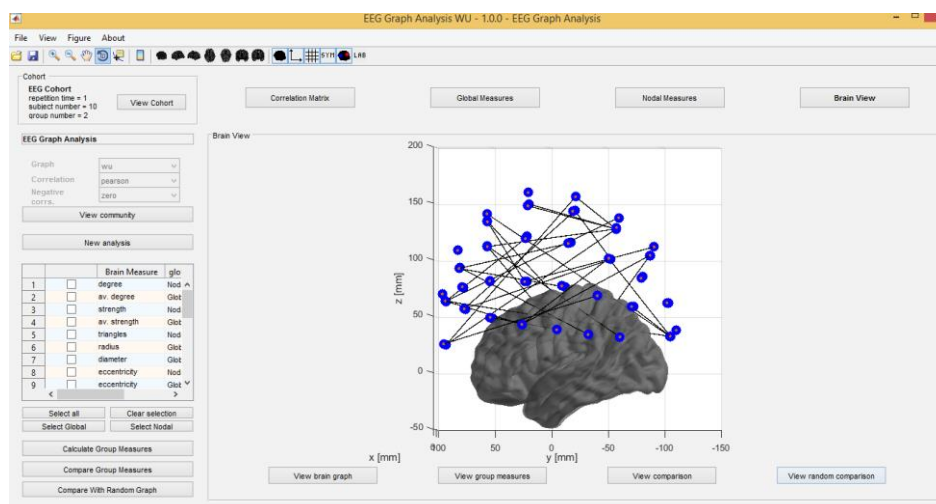 EEG Graph Analysis WU - 1.0.0 - EEG Graph Analysis
File View Figure About
SYM LAB
Cohort
EEG Cohort
repetition time = 1
subject number = 10
group number = 2
View Cohort
Correlation Matrix Global Measures Nodal Measures Brain View
EEG Graph Analysis
Graph wu
Correlation pearson
Negative corrs. zero
View community
New analysis
Brain Measure glo
1 degree Nod
2 av. degree Glot
3 strength Nod
4 av. strength Glot
5 triangles Nod
6 radius Glot
7 diameter Glot
8 eccentricity Nod
9 eccentricity Glot
Select all Clear selection
Select Global Select Nodal
Calculate Group Measures
Compare Group Measures
Compare With Random Graph
Brain View
200
150
100
50
0
-50
z [mm]
50 0 -50 -100 -150
x [mm] y [mm]
View brain graph View group measures View comparison View random comparison